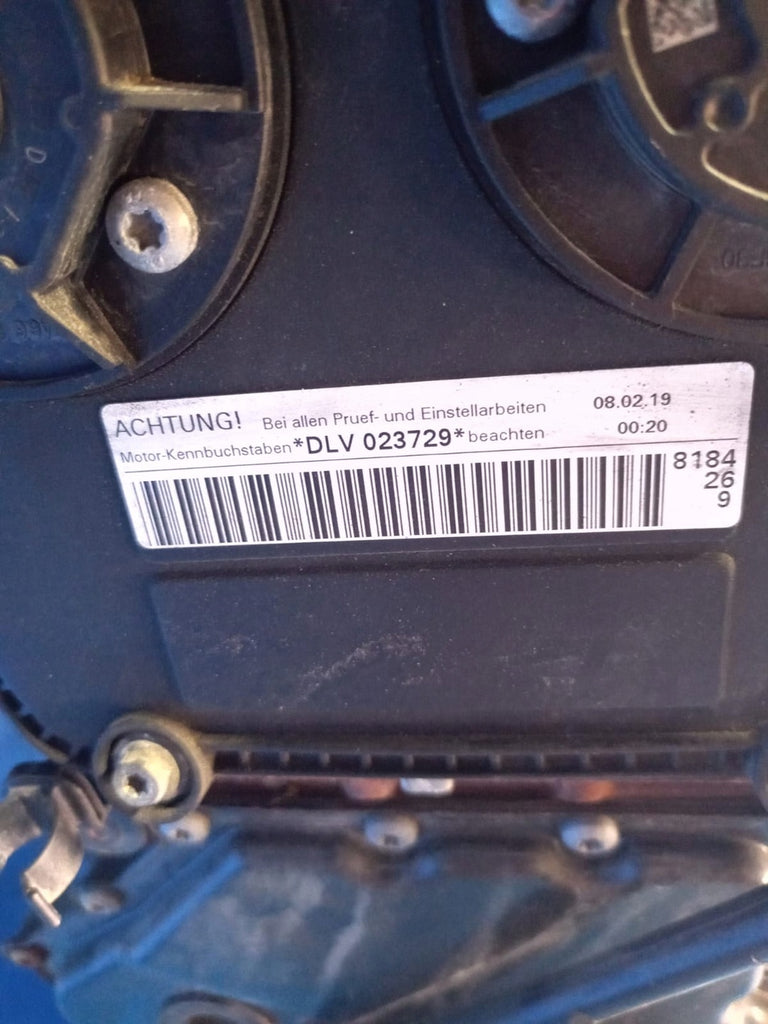 ACHTUNG! Bei allen Pruef- und Einstellarbeiten 08.02.19
Motor-Kennbuchstaben *DLV 023729* beachten 00:20
8184
26
9